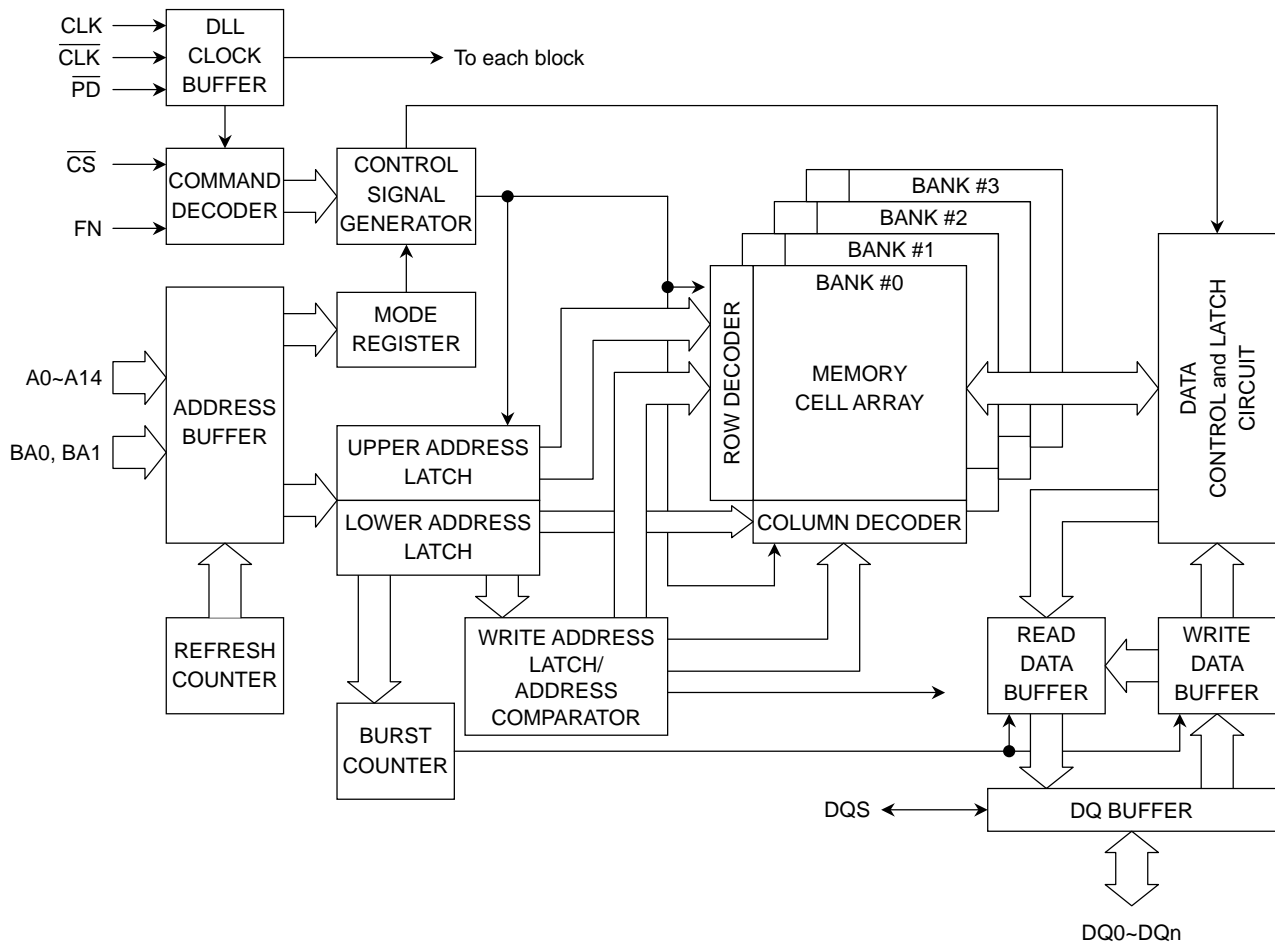 CLK
C̅L̅K̅
P̅D̅
DLL
CLOCK
BUFFER
To each block
C̅S̅
FN
COMMAND
DECODER
CONTROL
SIGNAL
GENERATOR
BANK #3
BANK #2
BANK #1
BANK #0
MODE
REGISTER
A0~A14
BA0, BA1
ADDRESS
BUFFER
UPPER ADDRESS
LATCH
LOWER ADDRESS
LATCH
ROW DECODER
MEMORY
CELL ARRAY
COLUMN DECODER
DATA
CONTROL and LATCH
CIRCUIT
REFRESH
COUNTER
WRITE ADDRESS
LATCH/
ADDRESS
COMPARATOR
BURST
COUNTER
READ
DATA
BUFFER
WRITE
DATA
BUFFER
DQS
DQ BUFFER
DQ0~DQn